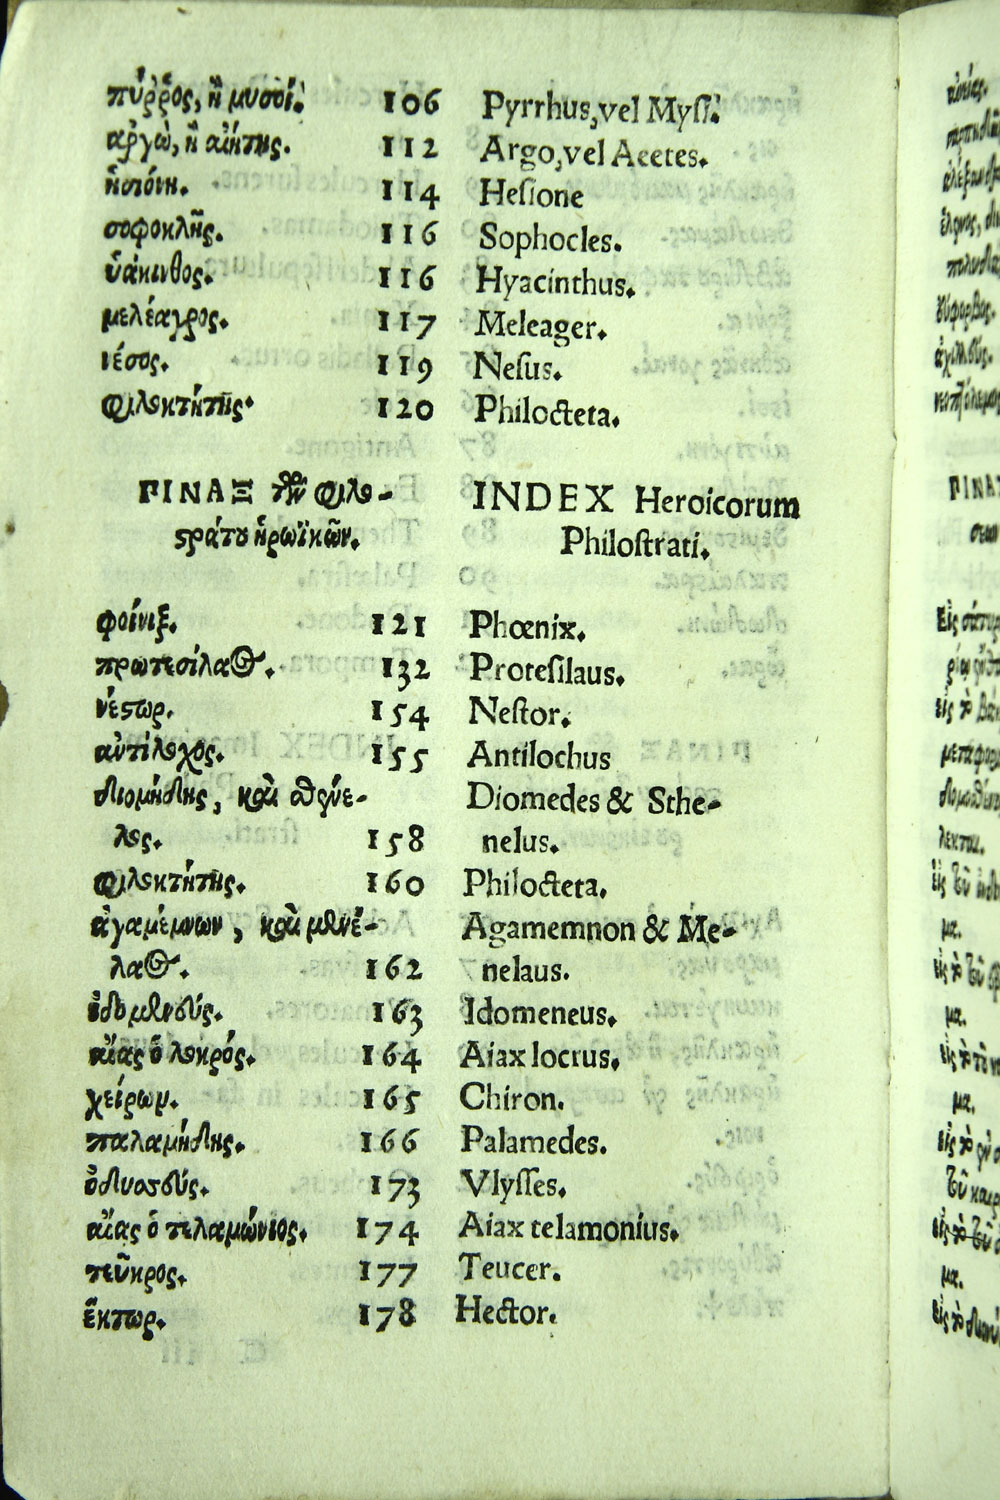 πύῤῥος, ἢ μυσοί. 106 Pyrrhus, vel Myſi.
αργὼ, ἢ αἰήτης. 112 Argo, vel Aeetes.
ἡσιόνη. 114 Heſione
σοφοκλῆς. 116 Sophocles.
ὑάκινθος. 116 Hyacinthus.
μελέαγρος. 117 Meleager.
νέσος. 119 Neſus.
φιλοκτήτης. 120 Philocteta.
ΠΙΝΑΞ τῶν φιλο-
στράτου ἡρωϊκῶν.
INDEX Heroicorum
Philoſtrati.
φοίνιξ. 121 Phœnix.
πρωτεσίλαος. 132 Proteſilaus.
νέστωρ. 154 Neſtor.
αντίλοχος. 155 Antilochus
διομήδης, καὶ σθένε- Diomedes & Sthe-
λος. 158 nelus.
φιλοκτήτης. 160 Philocteta.
ἀγαμέμνων, καὶ μενέ- Agamemnon & Me-
λαος. 162 nelaus.
ἰδομενεύς. 163 Idomeneus.
αἴας ὁ λοκρός. 164 Aiax locrus.
χείρων. 165 Chiron.
παλαμήδης. 166 Palamedes.
ὀδυσσεύς. 173 Vlyſſes.
αἴας ὁ τελαμώνιος. 174 Aiax telamonius.
τεῦκρος. 177 Teucer.
ἕκτωρ. 178 Hector.